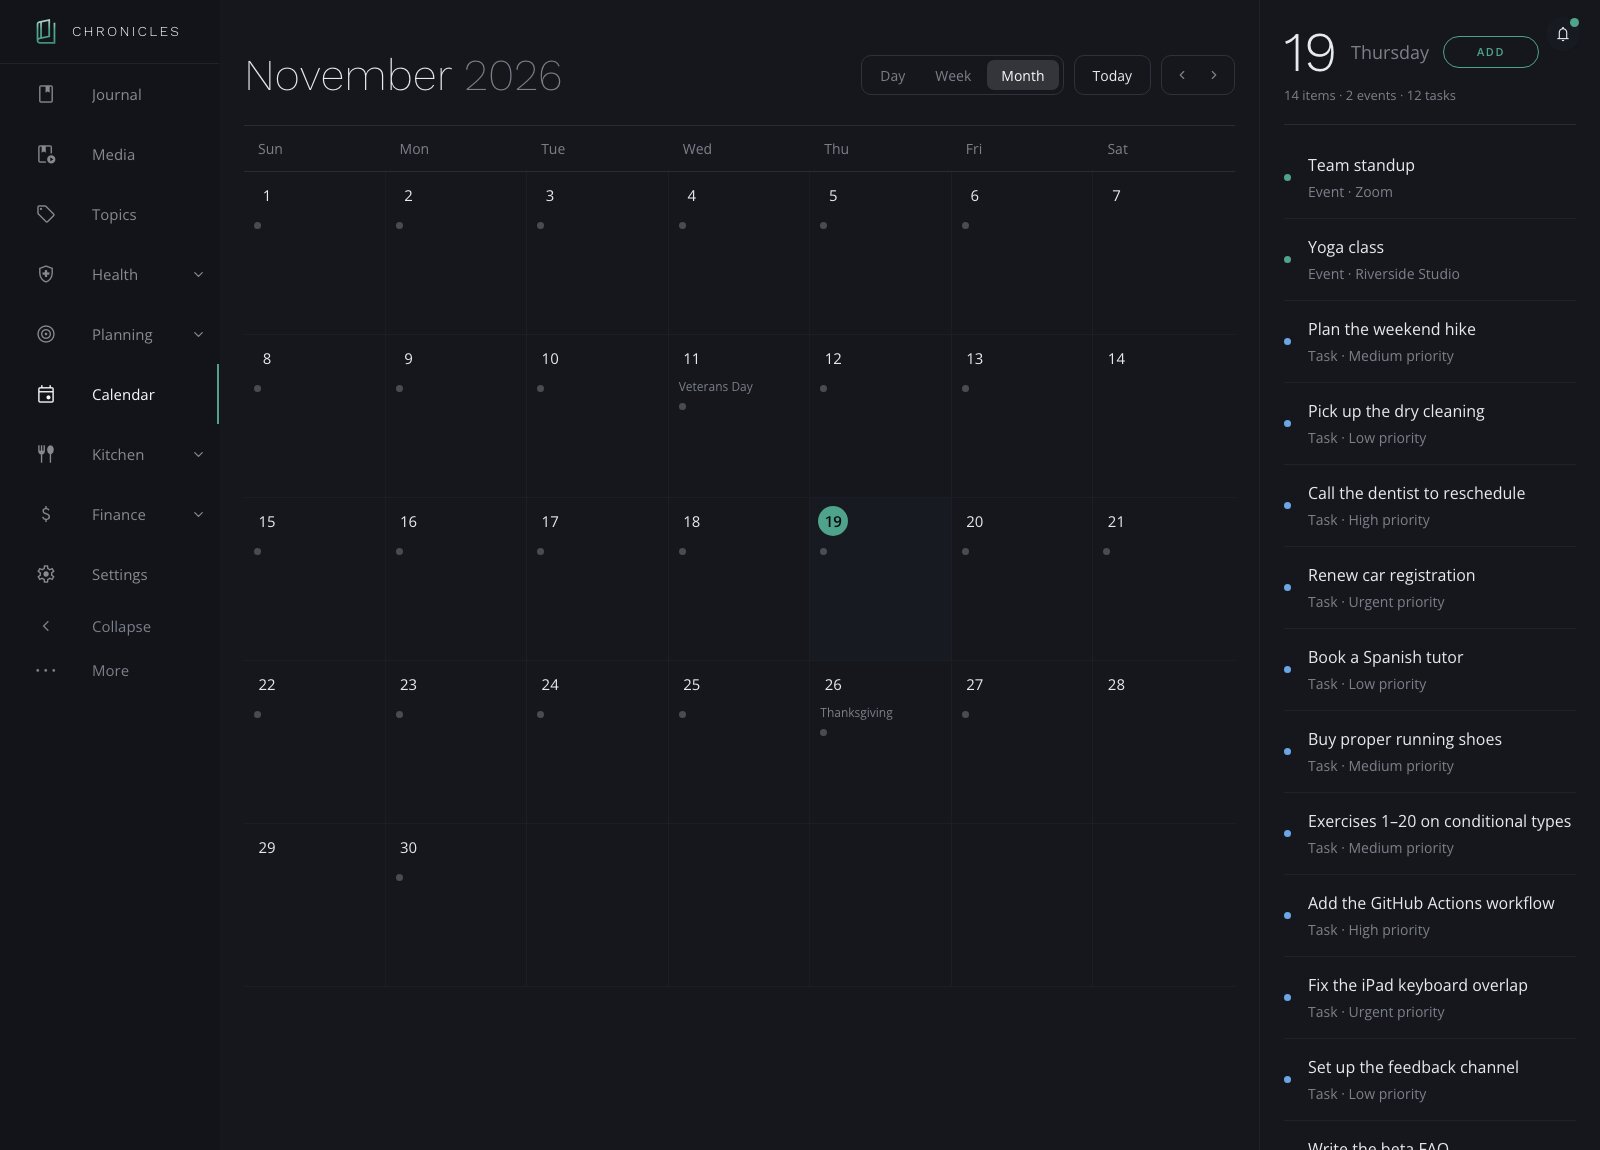 CHRONICLES
Journal
Media
Topics
Health
Planning
Calendar
Kitchen
Finance
Settings
Collapse
More
November 2026
Day Week Month Today
Sun Mon Tue Wed Thu Fri Sat
1 2 3 4 5 6 7
8 9 10 11 12 13 14
Veterans Day
15 16 17 18 19 20 21
22 23 24 25 26 27 28
Thanksgiving
29 30
19 Thursday ADD
14 items · 2 events · 12 tasks
Team standup
Event · Zoom
Yoga class
Event · Riverside Studio
Plan the weekend hike
Task · Medium priority
Pick up the dry cleaning
Task · Low priority
Call the dentist to reschedule
Task · High priority
Renew car registration
Task · Urgent priority
Book a Spanish tutor
Task · Low priority
Buy proper running shoes
Task · Medium priority
Exercises 1–20 on conditional types
Task · Medium priority
Add the GitHub Actions workflow
Task · High priority
Fix the iPad keyboard overlap
Task · Urgent priority
Set up the feedback channel
Task · Low priority
Write the beta FAQ